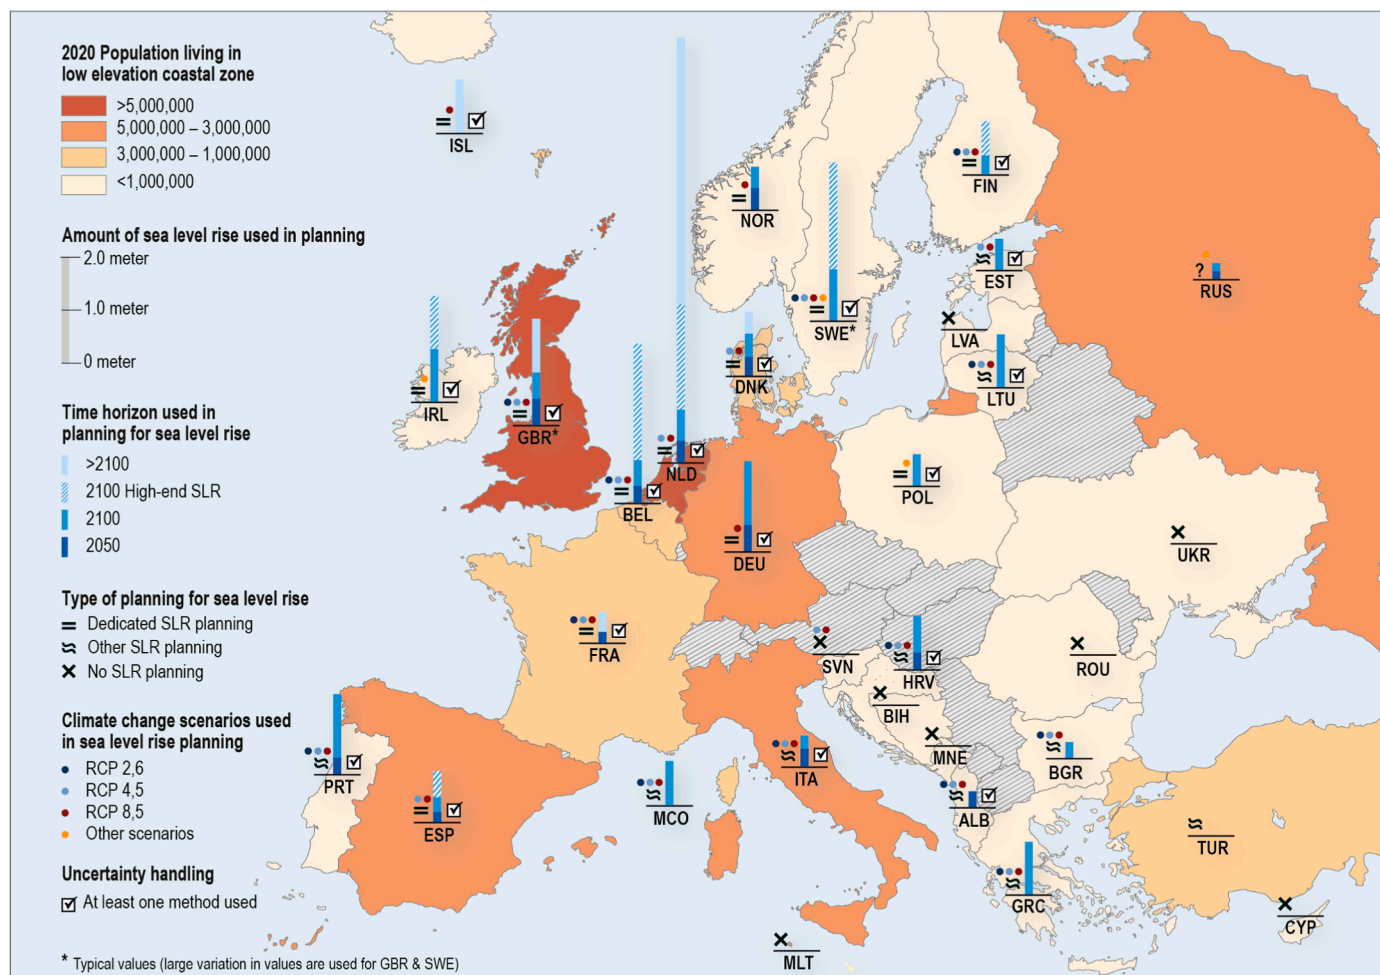 2020 Population living in
low elevation coastal zone
>5,000,000
5,000,000 – 3,000,000
3,000,000 – 1,000,000
<1,000,000
Amount of sea level rise used in planning
2.0 meter
1.0 meter
0 meter
Time horizon used in
planning for sea level rise
>2100
2100 High-end SLR
2100
2050
Type of planning for sea level rise
Dedicated SLR planning
Other SLR planning
No SLR planning
Climate change scenarios used
in sea level rise planning
RCP 2,6
RCP 4,5
RCP 8,5
Other scenarios
Uncertainty handling
At least one method used
* Typical values (large variation in values are used for GBR & SWE)
ISL
FIN
NOR
EST
?
RUS
SWE*
LVA
DNK
LTU
IRL
GBR*
NLD
POL
BEL
DEU
UKR
FRA
SVN
HRV
ROU
BIH
MNE
BGR
PRT
ITA
ESP
MCO
ALB
TUR
GRC
CYP
MLT